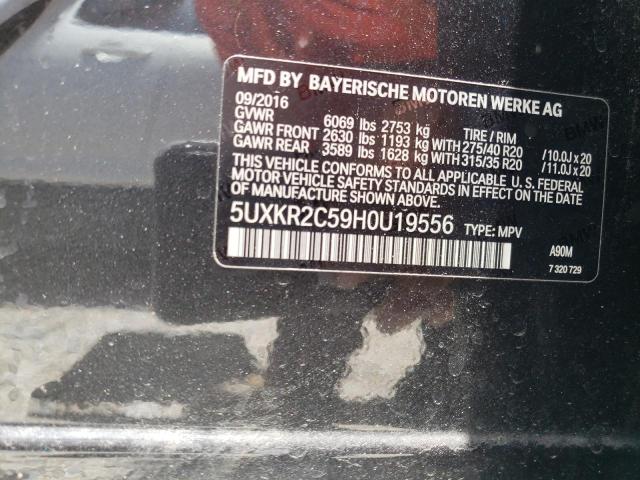 MFD BY BAYERISCHE MOTOREN WERKE AG
09/2016
GVWR 6069 lbs 2753 kg TIRE / RIM
GAWR FRONT 2630 lbs 1193 kg WITH 275/40 R20 /10.0J x 20
GAWR REAR 3589 lbs 1628 kg WITH 315/35 R20 /11.0J x 20
THIS VEHICLE CONFORMS TO ALL APPLICABLE U. S. FEDERAL
MOTOR VEHICLE SAFETY STANDARDS IN EFFECT ON THE DATE OF
MANUFACTURE SHOWN ABOVE.
5UXKR2C59H0U19556 TYPE: MPV
A90M
7 320 729